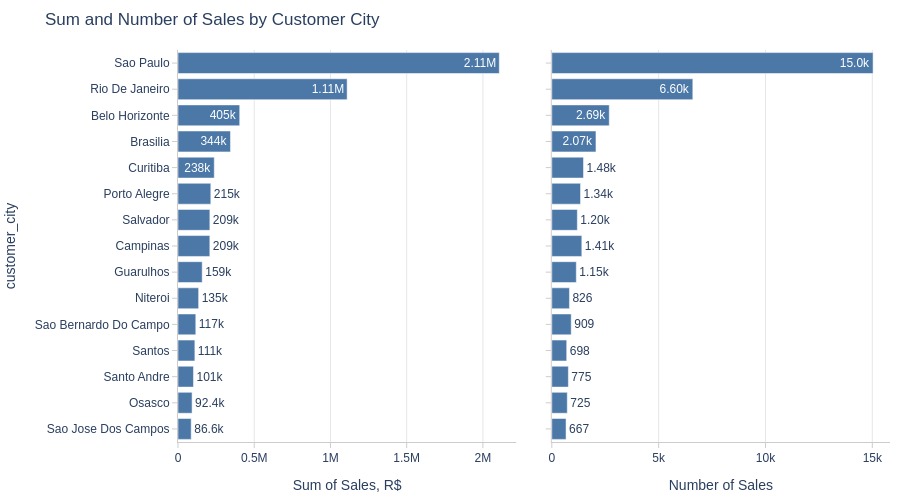 Sum and Number of Sales by Customer City
customer_city
Sao Paulo 2.11M 15.0k
Rio De Janeiro 1.11M 6.60k
Belo Horizonte 405k 2.69k
Brasilia 344k 2.07k
Curitiba 238k 1.48k
Porto Alegre 215k 1.34k
Salvador 209k 1.20k
Campinas 209k 1.41k
Guarulhos 159k 1.15k
Niteroi 135k 826
Sao Bernardo Do Campo 117k 909
Santos 111k 698
Santo Andre 101k 775
Osasco 92.4k 725
Sao Jose Dos Campos 86.6k 667
0 0.5M 1M 1.5M 2M 0 5k 10k 15k
Sum of Sales, R$ Number of Sales